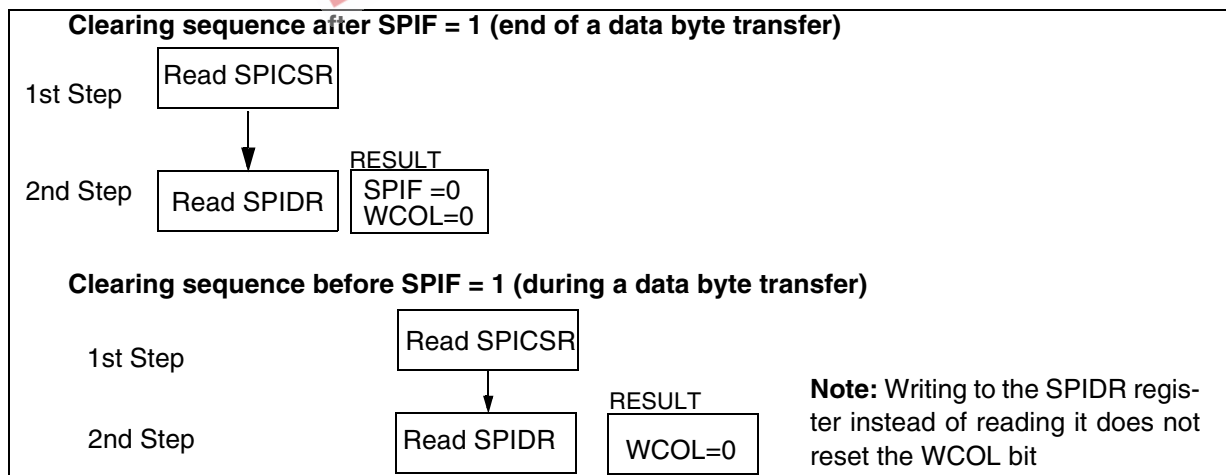 Clearing sequence after SPIF = 1 (end of a data byte transfer)
1st Step
Read SPICSR
2nd Step
Read SPIDR
RESULT
SPIF =0
WCOL=0
Clearing sequence before SPIF = 1 (during a data byte transfer)
1st Step
Read SPICSR
2nd Step
Read SPIDR
RESULT
WCOL=0
Note: Writing to the SPIDR regis-
ter instead of reading it does not
reset the WCOL bit